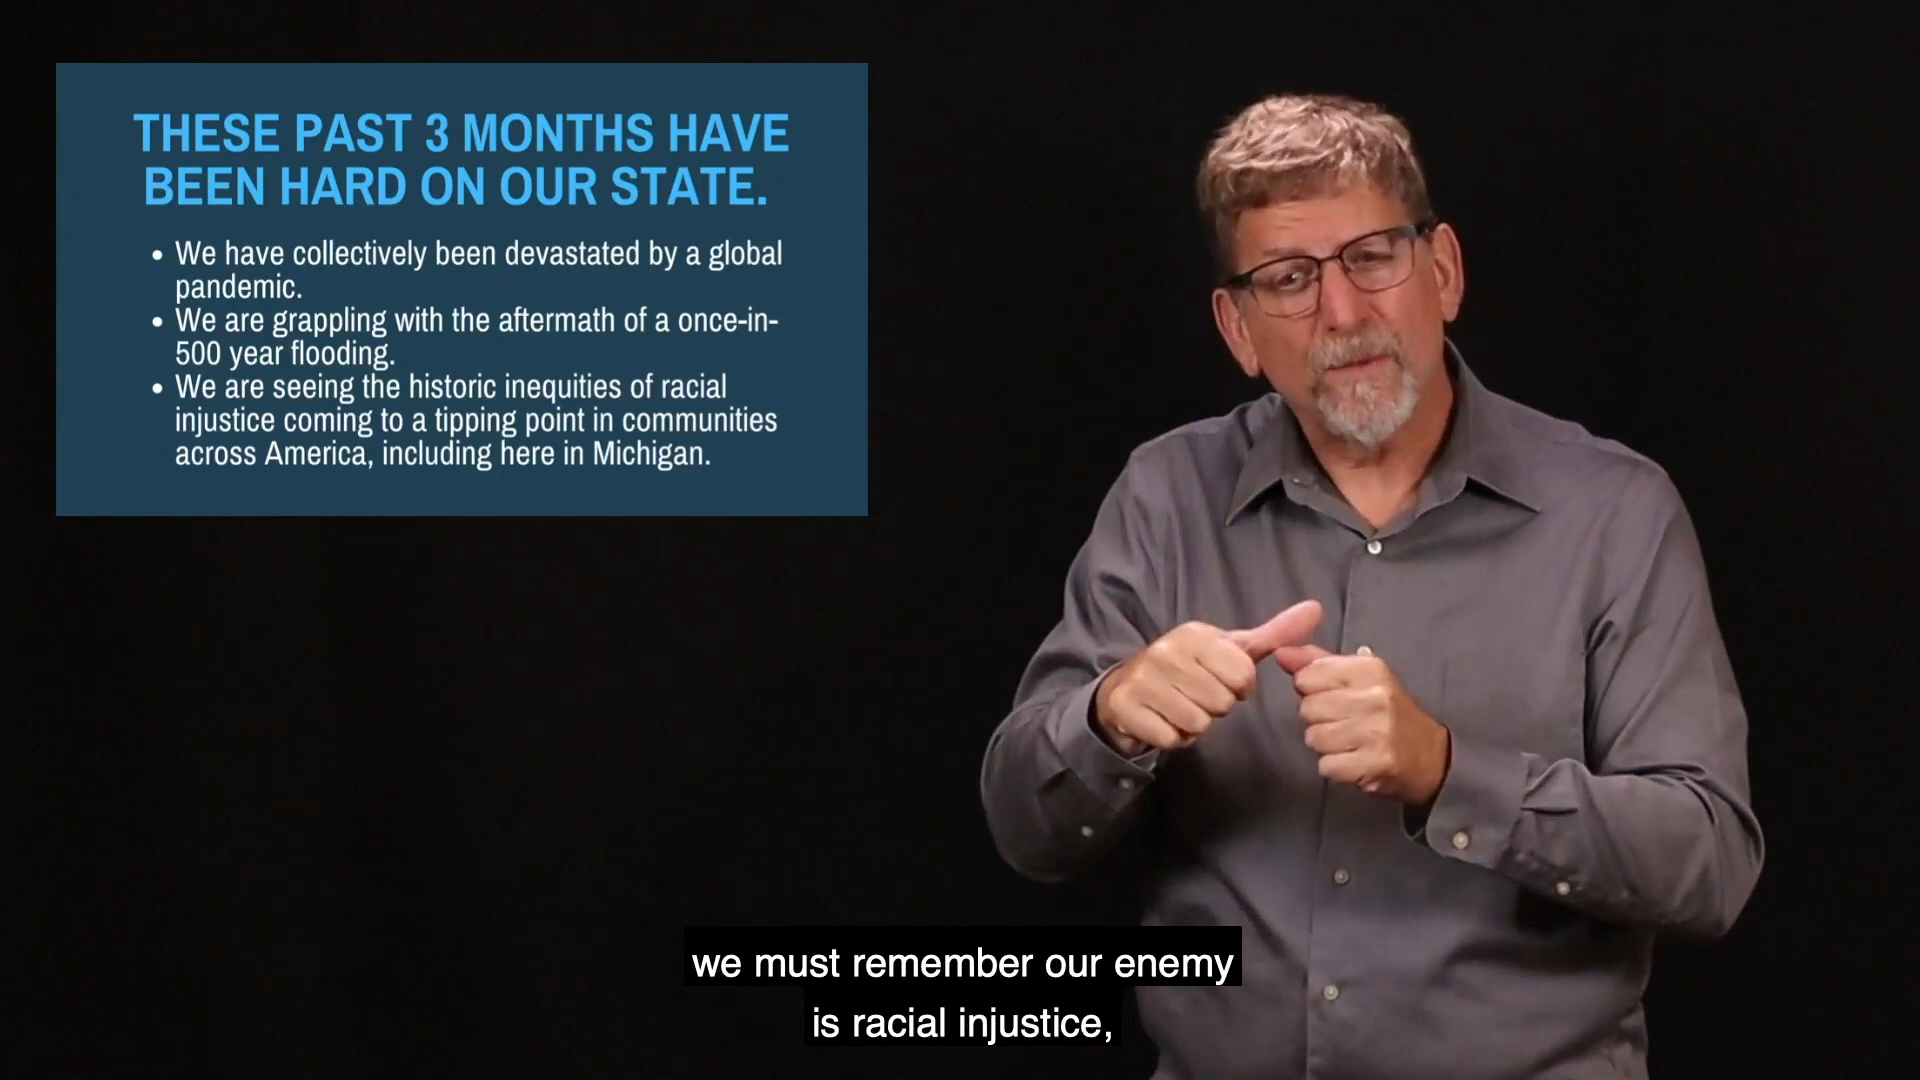 THESE PAST 3 MONTHS HAVE
BEEN HARD ON OUR STATE.
• We have collectively been devastated by a global
pandemic.
• We are grappling with the aftermath of a once-in-
500 year flooding.
• We are seeing the historic inequities of racial
injustice coming to a tipping point in communities
across America, including here in Michigan.
we must remember our enemy
is racial injustice,